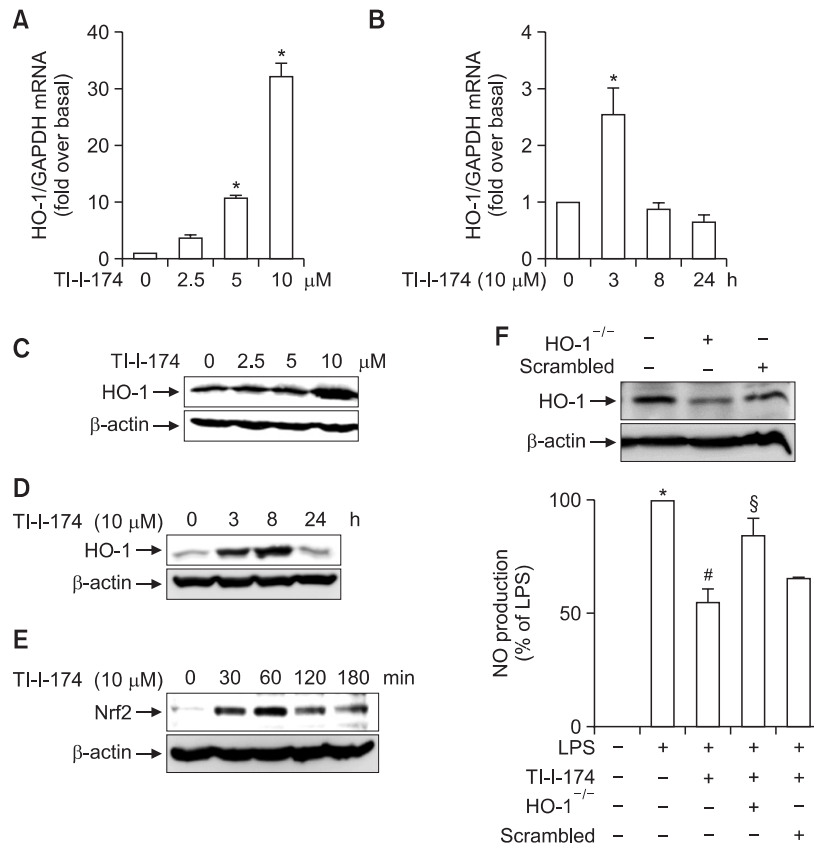 A
HO-1/GAPDH mRNA
(fold over basal)
40
30
20
10
0
*
*
TI-I-174 0 2.5 5 10 μM
B
HO-1/GAPDH mRNA
(fold over basal)
4
3
2
1
0
*
TI-I-174 (10 μM) 0 3 8 24 h
C
TI-I-174 0 2.5 5 10 μM
HO-1
β-actin
D
TI-I-174 (10 μM) 0 3 8 24 h
HO-1
β-actin
E
TI-I-174 (10 μM) 0 30 60 120 180 min
Nrf2
β-actin
F
HO-1−/− − + −
Scrambled − − +
HO-1
β-actin
NO production
(% of LPS)
100
50
0
*
#
§
LPS − + + + +
TI-I-174 − − + + +
HO-1−/− − − − + −
Scrambled − − − − +